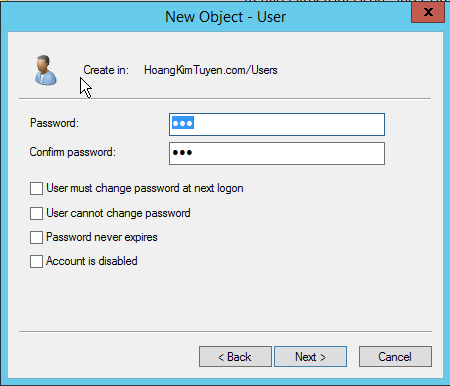 New Object - User
x
Create in: HoangKimTuyen.com/Users
Password: •••
Confirm password: •••
User must change password at next logon
User cannot change password
Password never expires
Account is disabled
< Back Next > Cancel